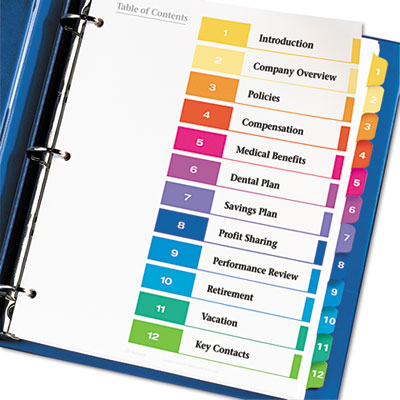 Table of Contents
1 Introduction
2 Company Overview
3 Policies
4 Compensation
5 Medical Benefits
6 Dental Plan
7 Savings Plan
8 Profit Sharing
9 Performance Review
10 Retirement
11 Vacation
12 Key Contacts
1
2
3
4
5
6
7
8
9
10
11
12